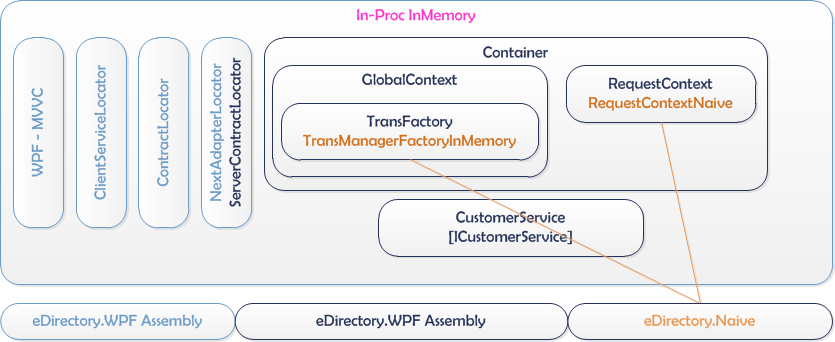 In-Proc InMemory
WPF - MVVC
ClientServiceLocator
ContractLocator
NextAdapterLocator
ServerContractLocator
Container
GlobalContext
TransFactory
TransManagerFactoryInMemory
RequestContext
RequestContextNaive
CustomerService
[ICustomerService]
eDirectory.WPF Assembly
eDirectory.WPF Assembly
eDirectory.Naive